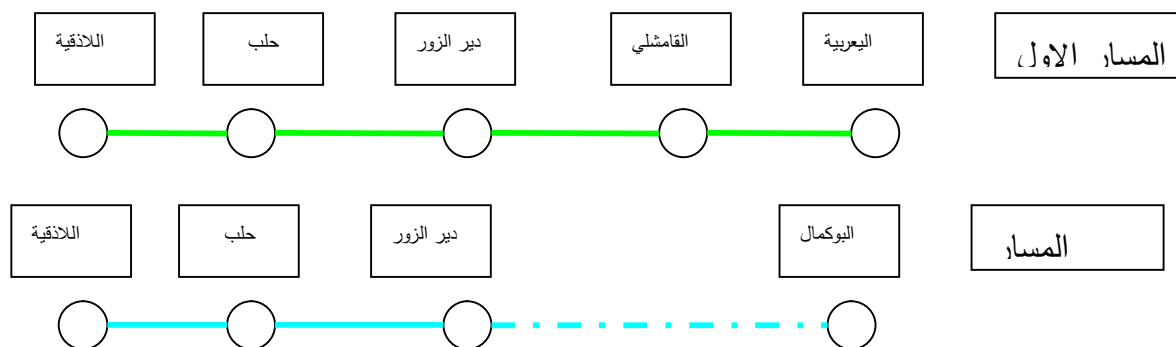 المسار الاول
اليعربية
القامشلي
دير الزور
حلب
اللاذقية
المسار
البوكمال
دير الزور
حلب
اللاذقية